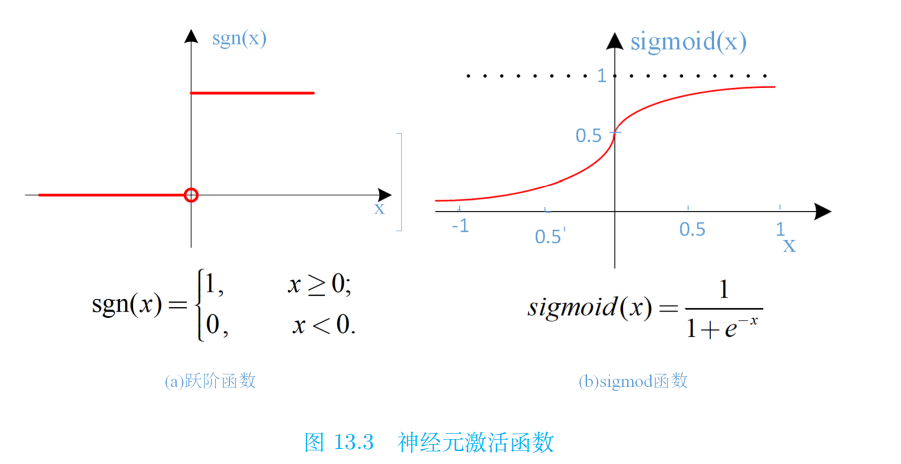 sgn(x)
x
sgn(x)={1, x≥0;
0, x<0.
(a)跃阶函数
sigmoid(x)
1
0.5
-1
0.5'
0.5
1
X
sigmoid(x)=1/(1+e^{-x})
(b)sigmod函数
图 13.3 神经元激活函数